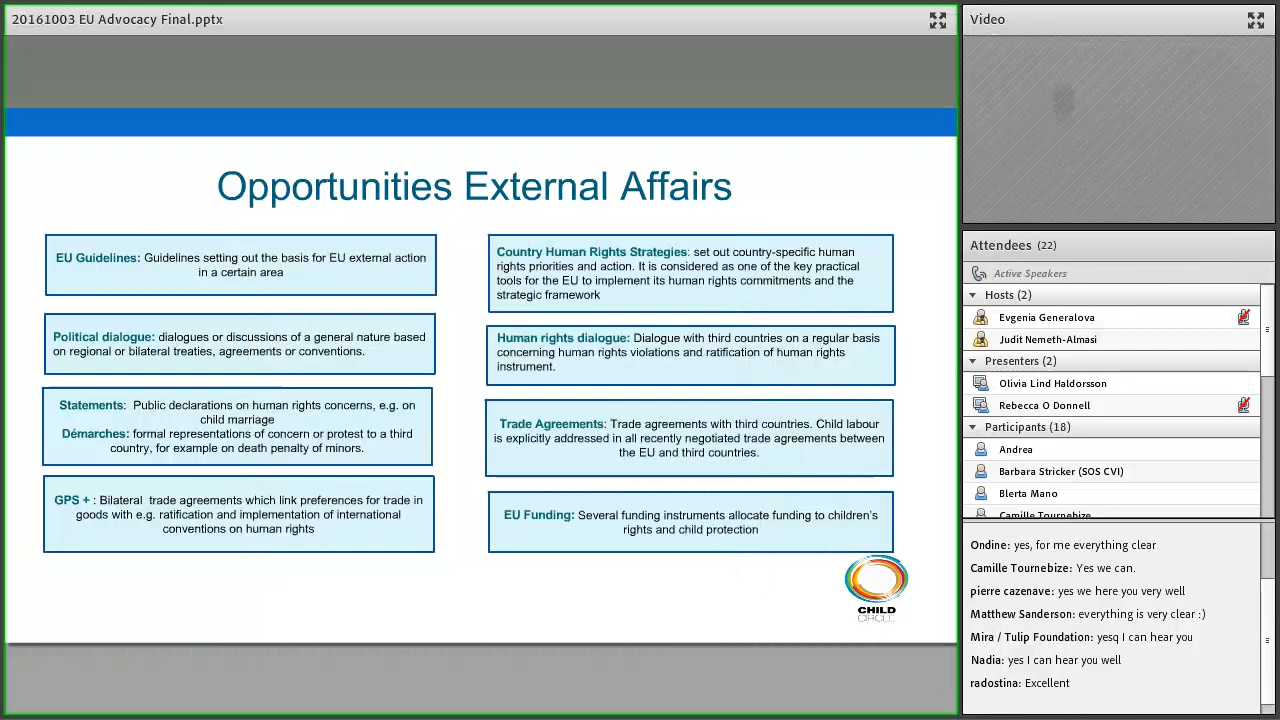 20161003 EU Advocacy Final.pptx
Opportunities External Affairs
EU Guidelines: Guidelines setting out the basis for EU external action
in a certain area
Political dialogue: dialogues or discussions of a general nature based
on regional or bilateral treaties, agreements or conventions.
Statements: Public declarations on human rights concerns, e.g. on
child marriage
Démarches: formal representations of concern or protest to a third
country, for example on death penalty of minors.
GPS + : Bilateral trade agreements which link preferences for trade in
goods with e.g. ratification and implementation of international
conventions on human rights
Country Human Rights Strategies: set out country-specific human
rights priorities and action. It is considered as one of the key practical
tools for the EU to implement its human rights commitments and the
strategic framework
Human rights dialogue: Dialogue with third countries on a regular basis
concerning human rights violations and ratification of human rights
instrument.
Trade Agreements: Trade agreements with third countries. Child labour
is explicitly addressed in all recently negotiated trade agreements between
the EU and third countries.
EU Funding: Several funding instruments allocate funding to children's
rights and child protection
CHILD
CIRCLE
Video
Attendees (22)
Active Speakers
Hosts (2)
Evgenia Generalova
Judit Nemeth-Almasi
Presenters (2)
Olivia Lind Haldorsson
Rebecca O Donnell
Participants (18)
Andrea
Barbara Stricker (SOS CVI)
Blerta Mano
Camille Tournebize
Ondine: yes, for me everything clear
Camille Tournebize: Yes we can.
pierre cazenave: yes we here you very well
Matthew Sanderson: everything is very clear :)
Mira / Tulip Foundation: yesq I can hear you
Nadia: yes I can hear you well
radostina: Excellent